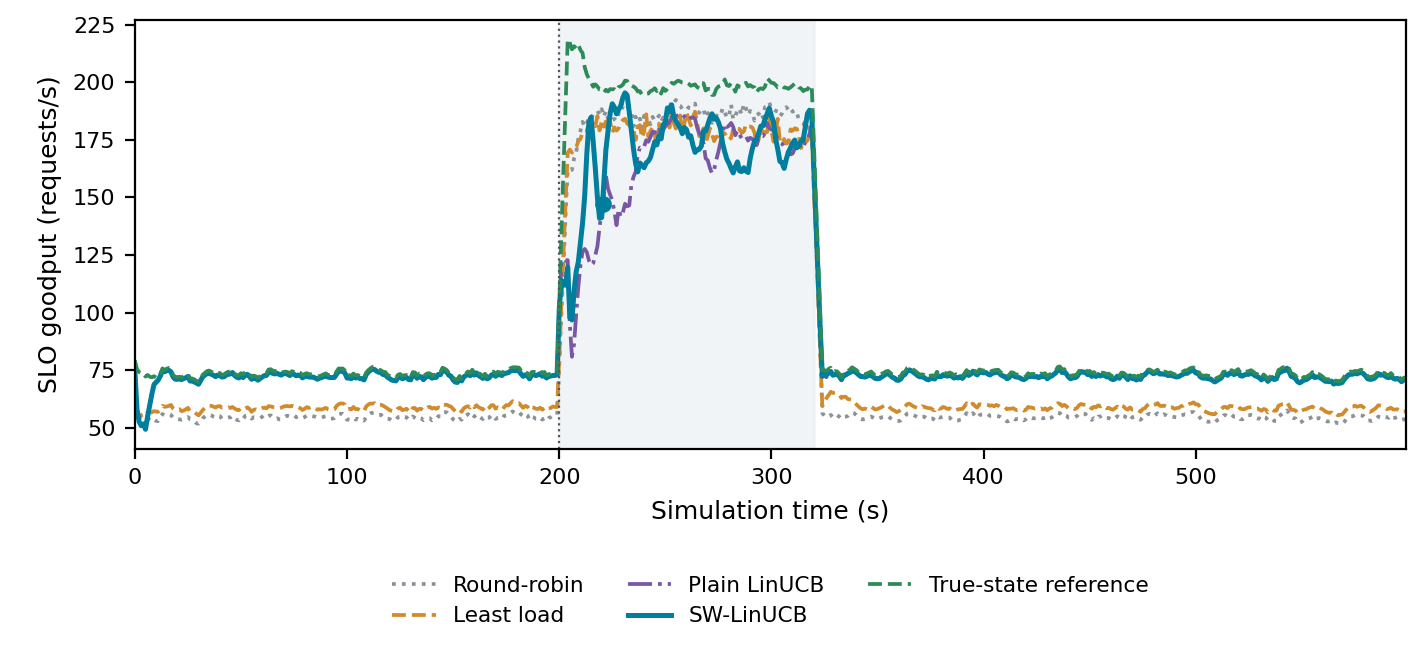 225
200
175
150
125
100
75
50
SLO goodput (requests/s)
0 100 200 300 400 500
Simulation time (s)
Round-robin Plain LinUCB True-state reference
Least load SW-LinUCB